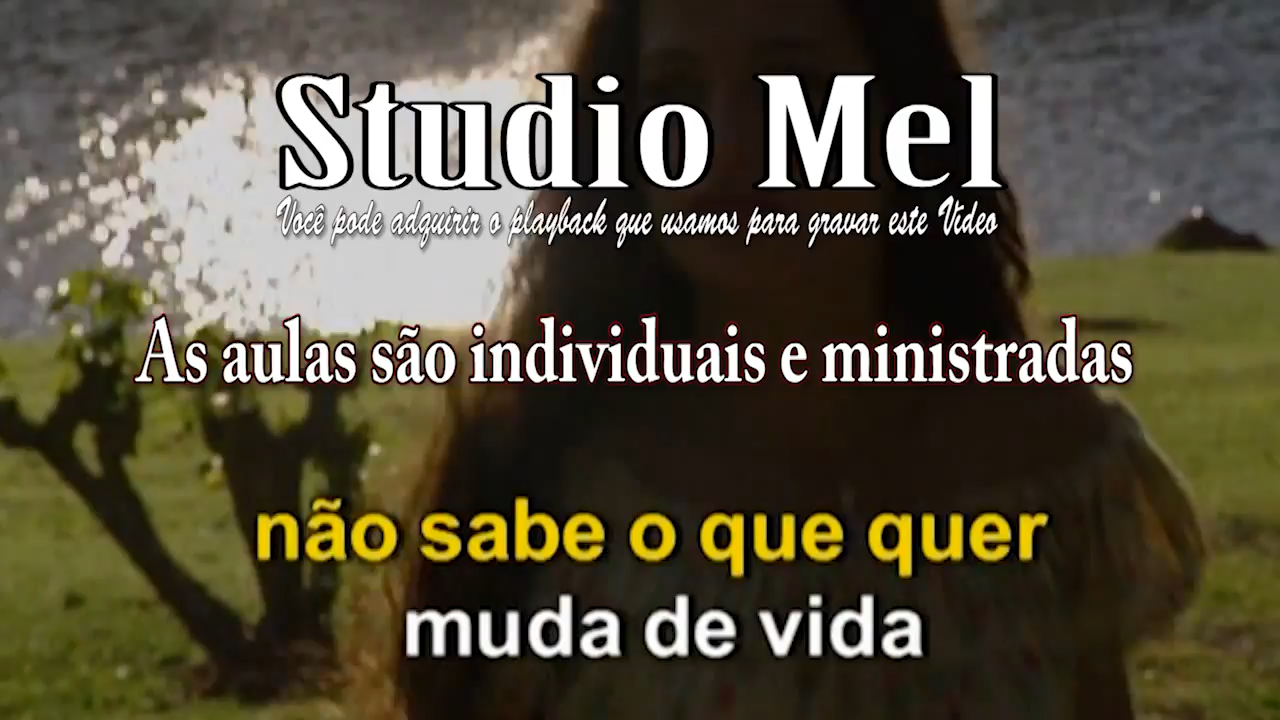 Studio Mel
Você pode adquirir o playback que usamos para gravar este Video
As aulas são individuais e ministradas
não sabe o que quer
muda de vida